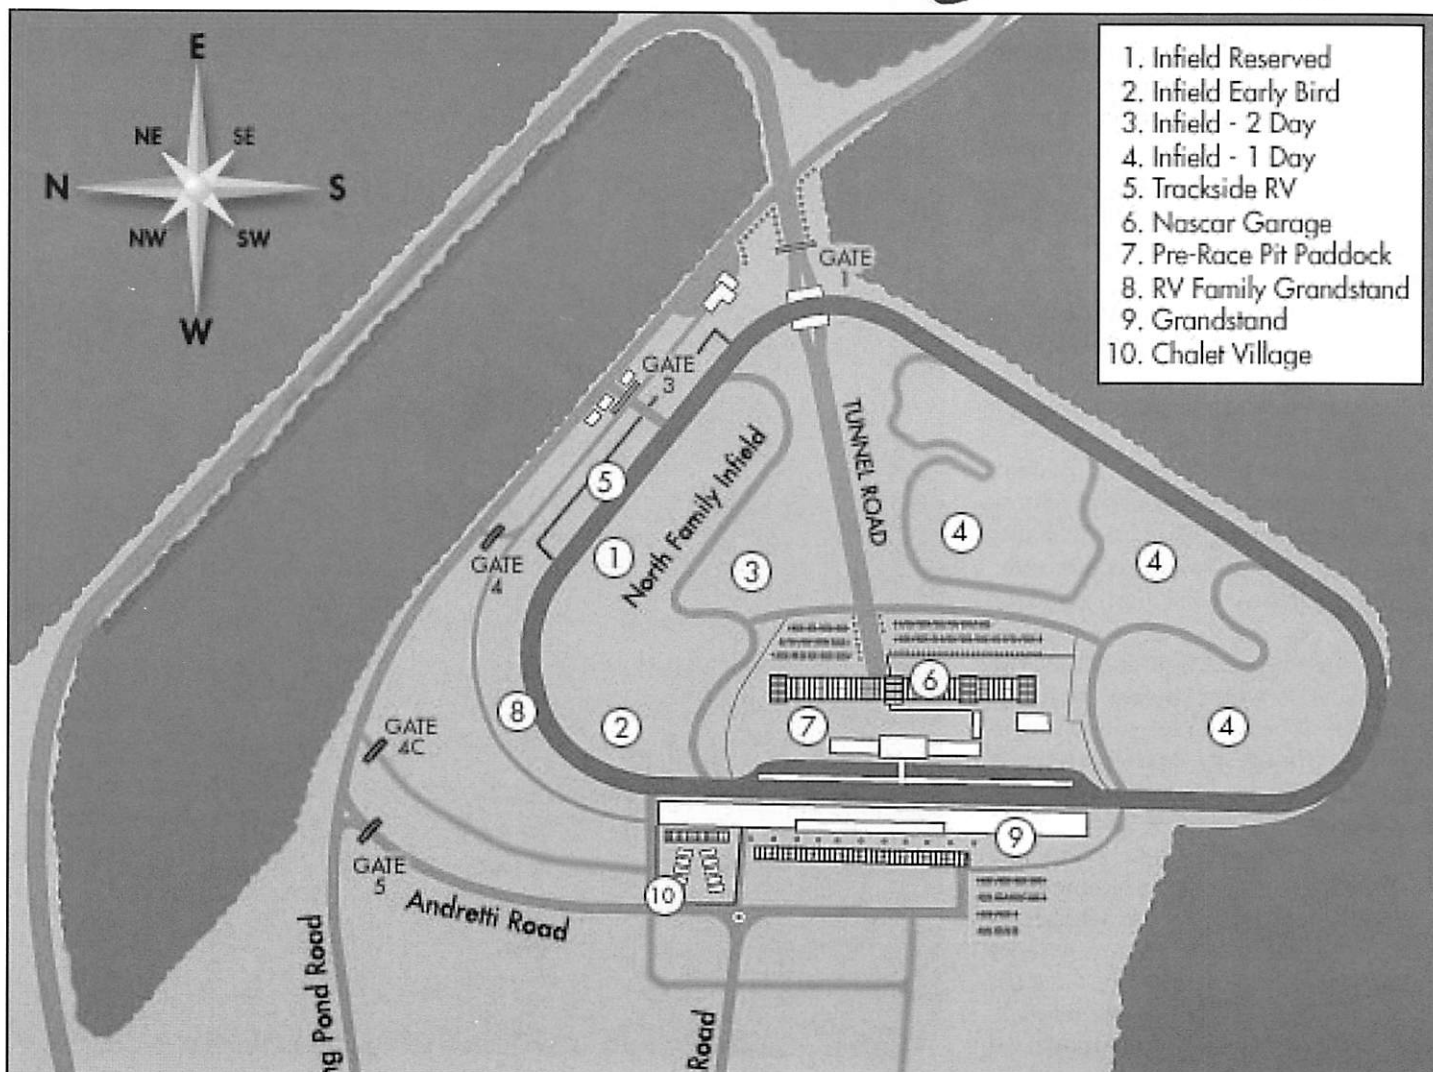 E
NE
SE
N
S
NW
SW
W
1. Infield Reserved
2. Infield Early Bird
3. Infield - 2 Day
4. Infield - 1 Day
5. Trackside RV
6. Nascar Garage
7. Pre-Race Pit Paddock
8. RV Family Grandstand
9. Grandstand
10. Chalet Village
GATE
1
GATE
3
TUNNEL ROAD
North Family Infield
5
1
3
4
4
GATE
4
6
8
2
7
4
GATE
4C
9
GATE
5
10
Andretti Road
ng Pond Road
Road